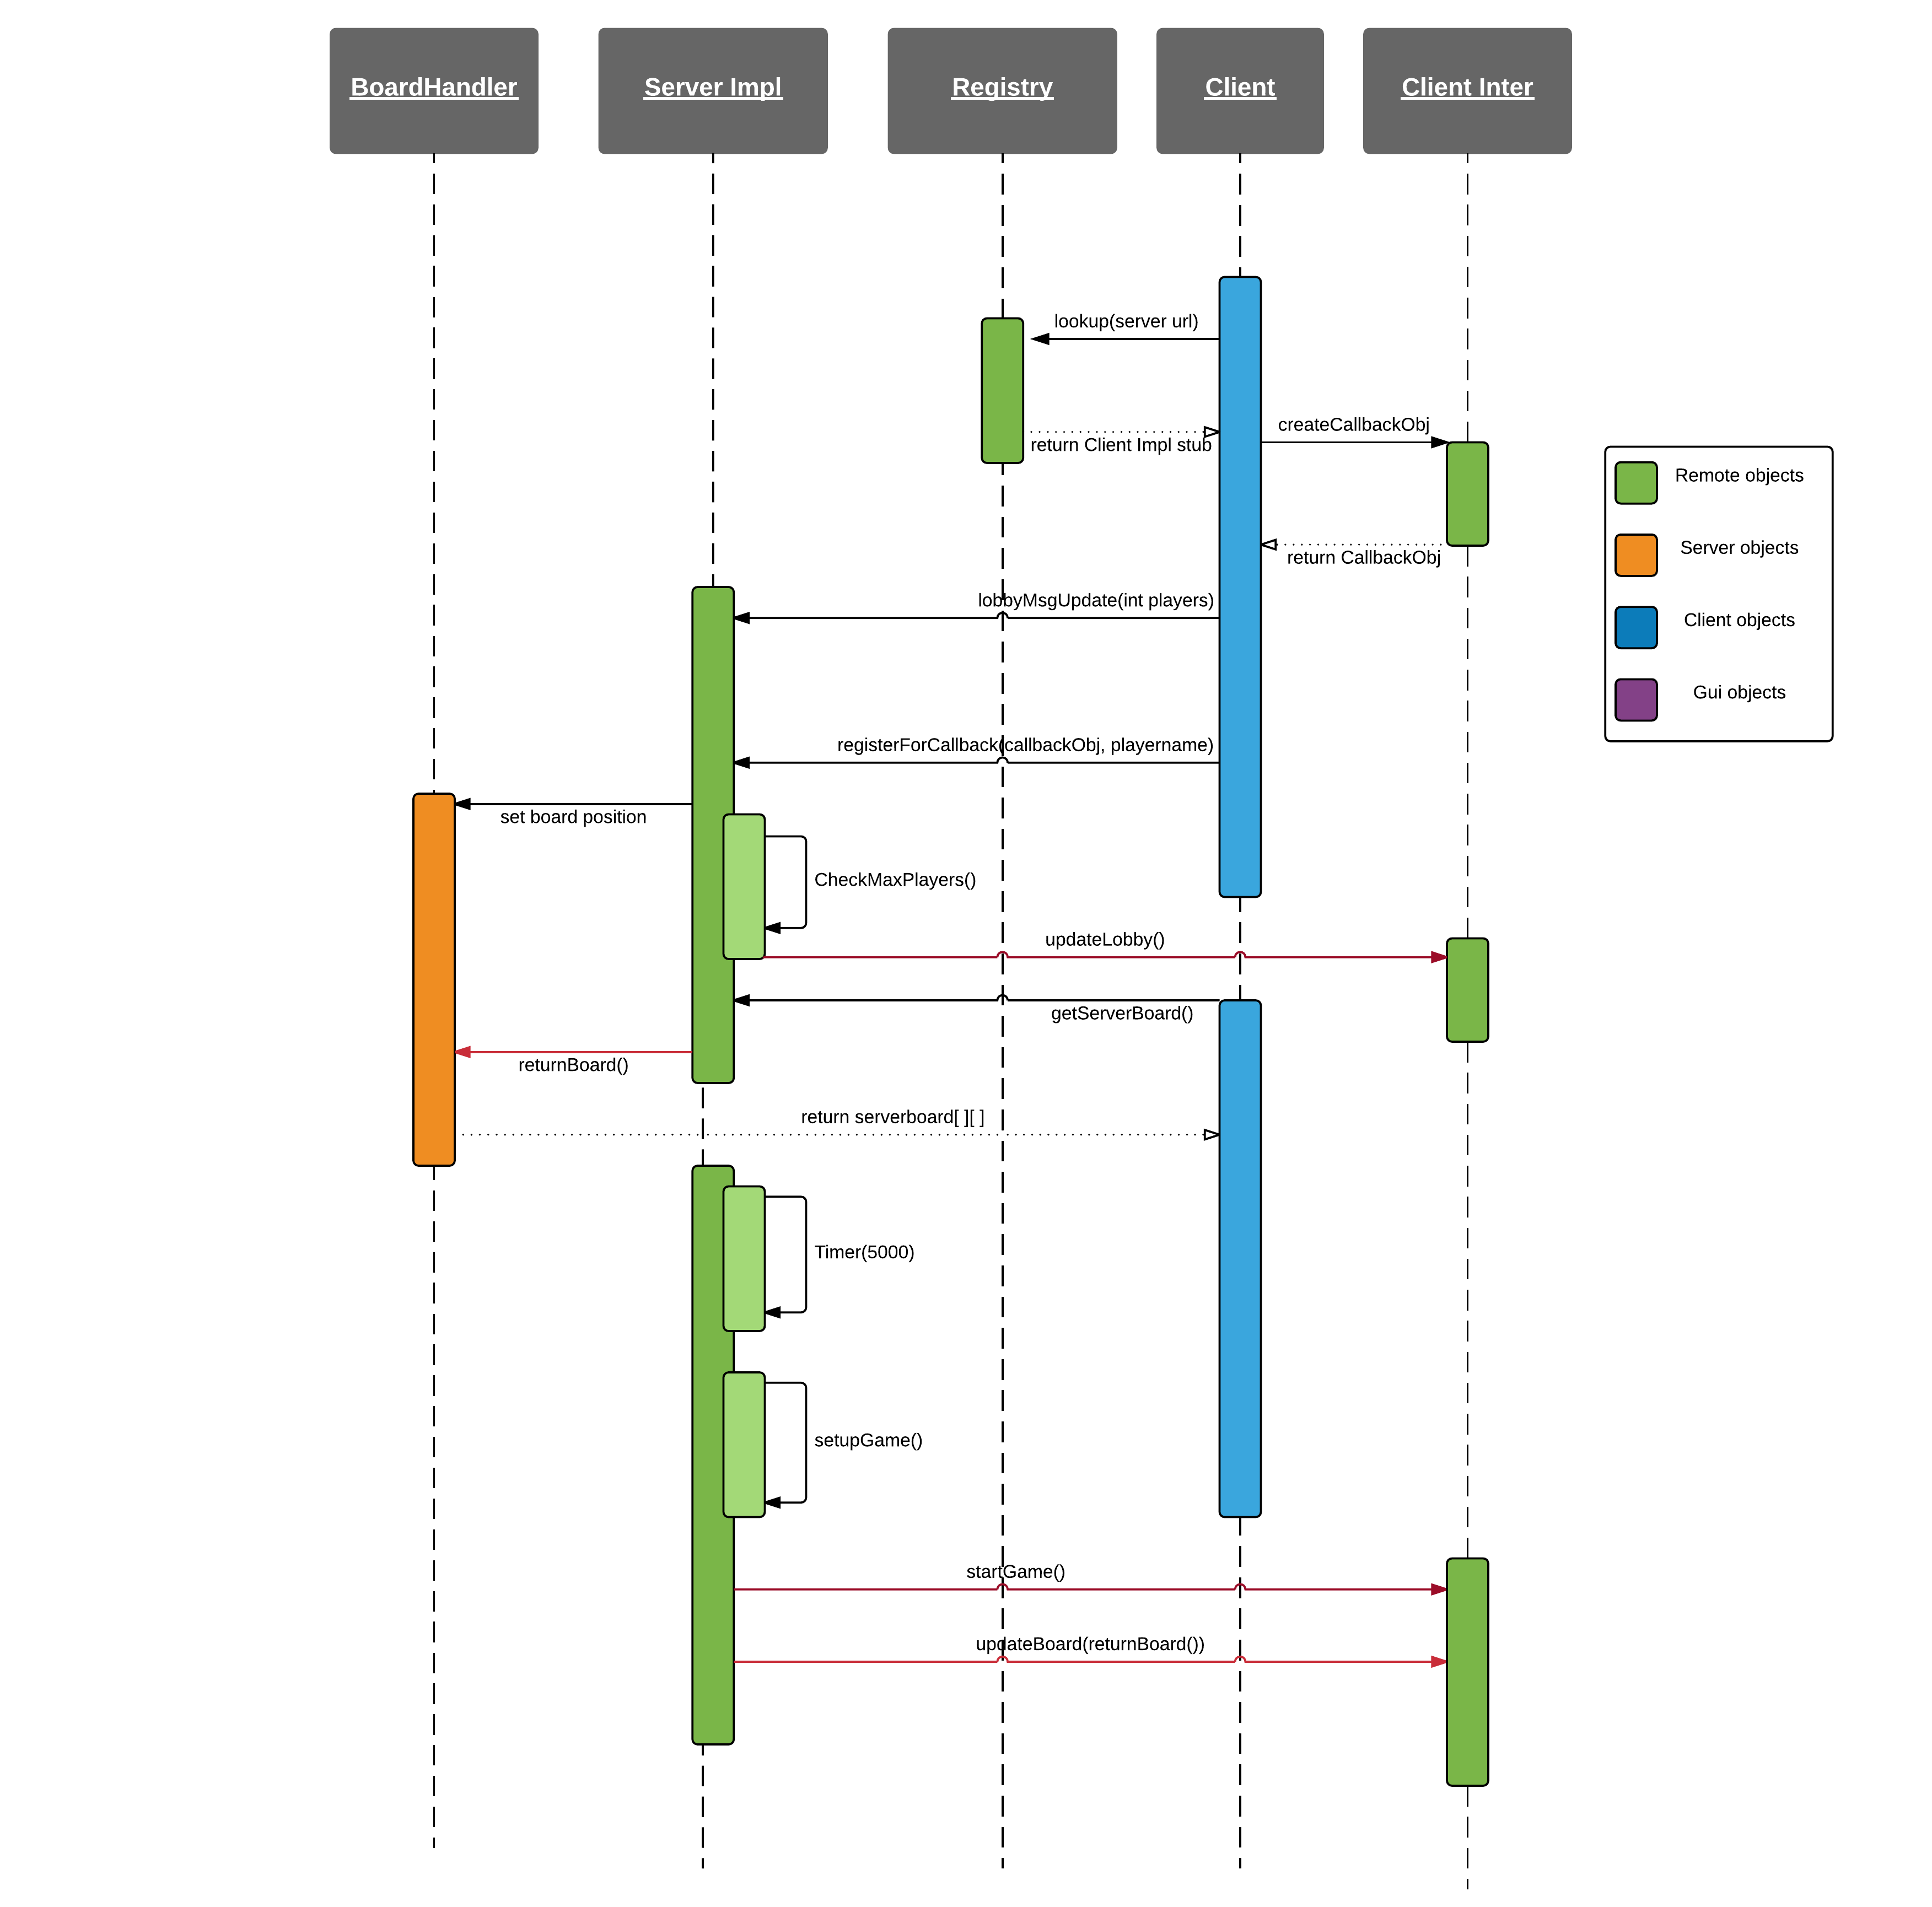 BoardHandler
Server Impl
Registry
Client
Client Inter
lookup(server url)
createCallbackObj
return Client Impl stub
Remote objects
Server objects
return CallbackObj
lobbyMsgUpdate(int players)
Client objects
Gui objects
registerForCallback(callbackObj, playername)
set board position
CheckMaxPlayers()
updateLobby()
getServerBoard()
returnBoard()
return serverboard[ ][ ]
Timer(5000)
setupGame()
startGame()
updateBoard(returnBoard())